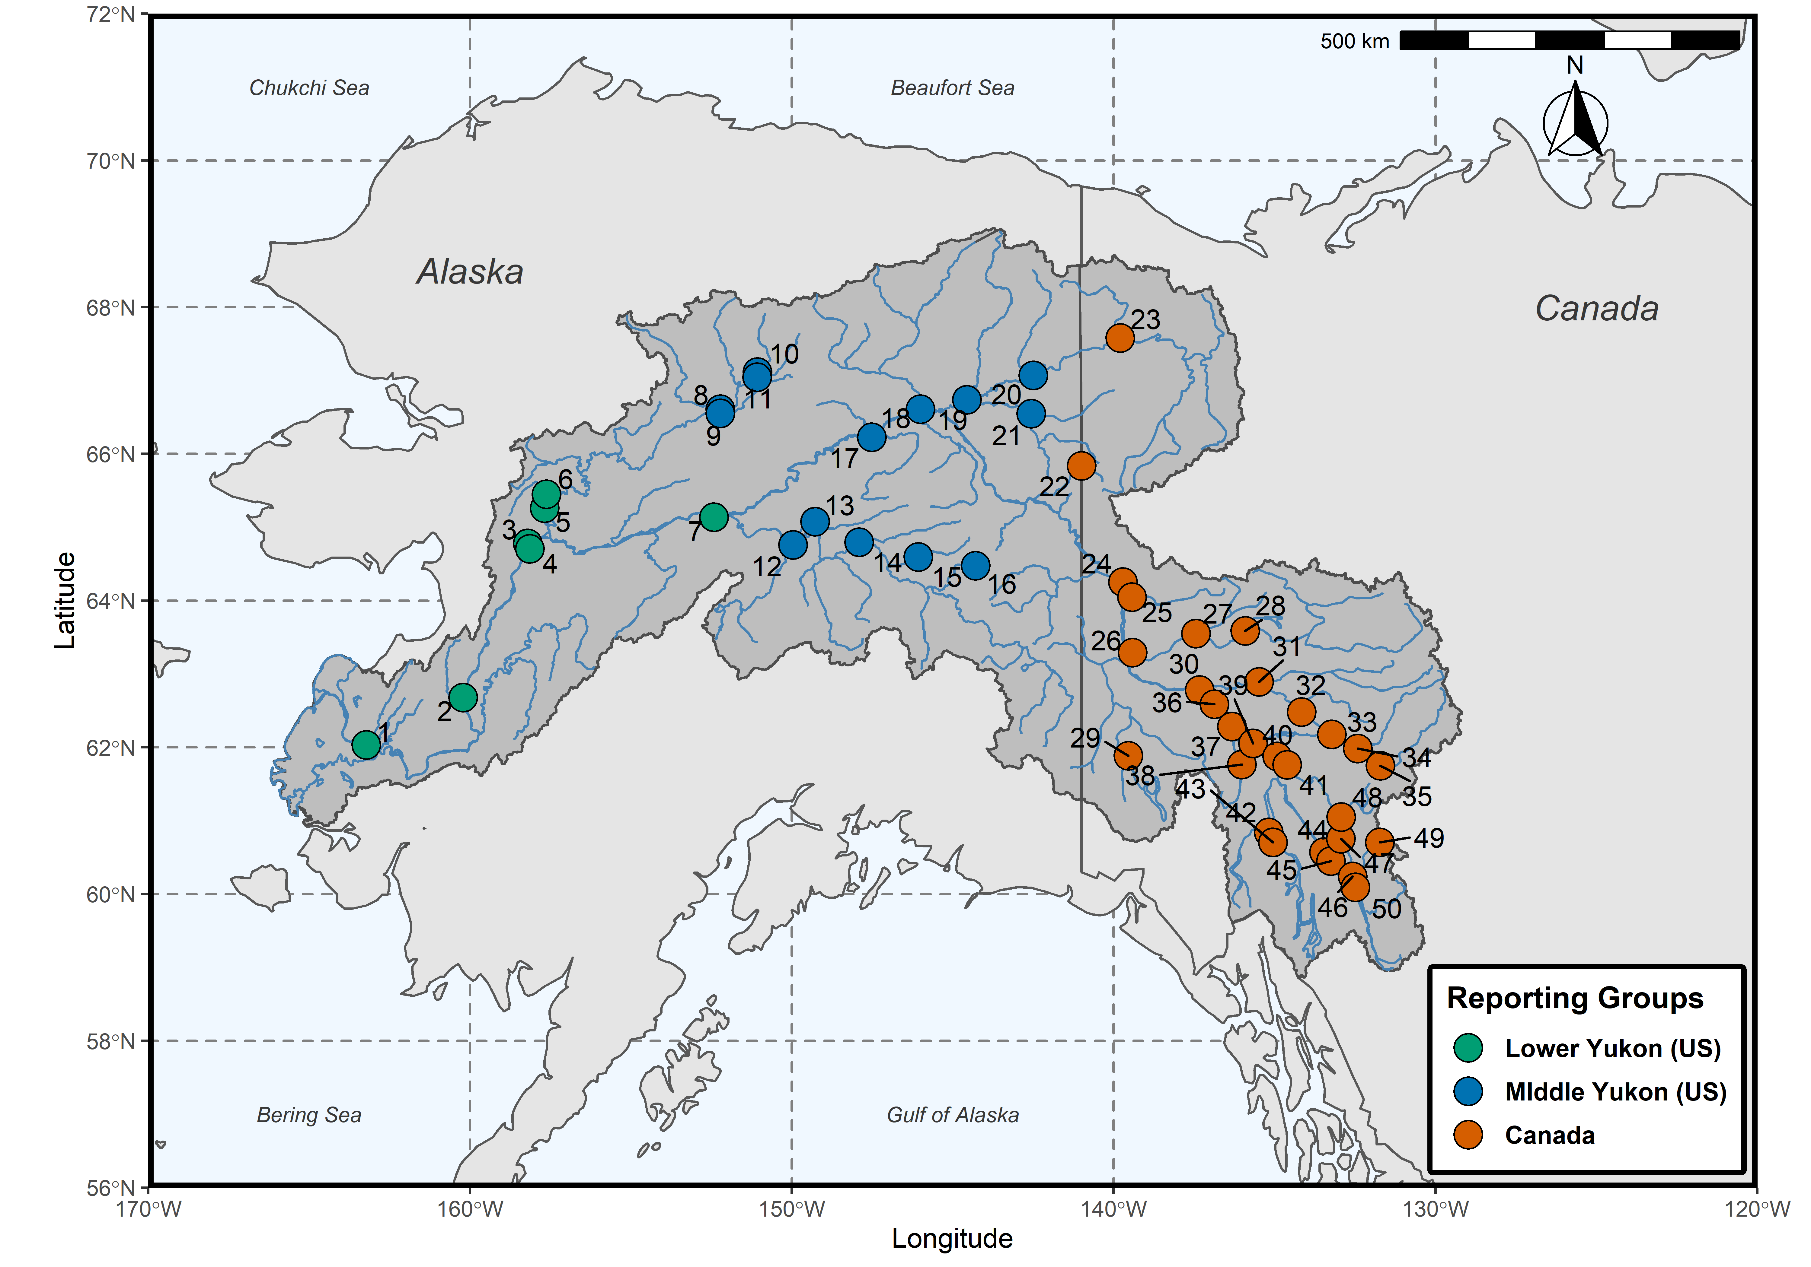 72°N
70°N
68°N
66°N
64°N
62°N
60°N
58°N
56°N
170°W
160°W
150°W
140°W
130°W
120°W
Latitude
Longitude
500 km
N
Chukchi Sea
Beaufort Sea
Alaska
Canada
Bering Sea
Gulf of Alaska
1
2
3
4
5
6
7
8
9
10
11
12
13
14
15
16
17
18
19
20
21
22
23
24
25
26
27
28
29
30
31
32
33
34
35
36
37
38
39
40
41
42
43
44
45
46
47
48
49
50
Reporting Groups
Lower Yukon (US)
MIddle Yukon (US)
Canada